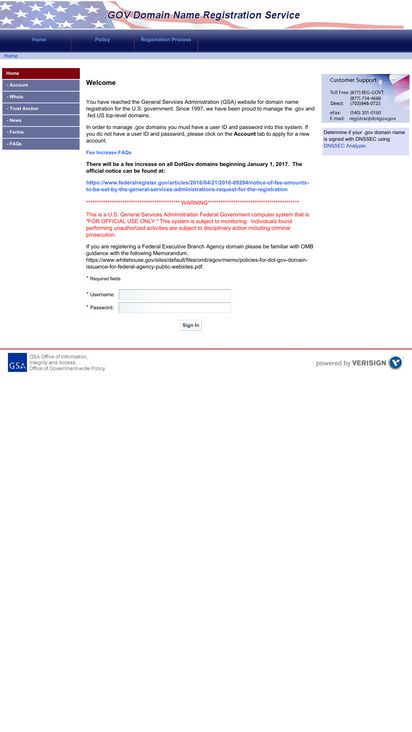 .GOV Domain Name Registration Service
Home Policy Registration Process
Home
Home
- Account
- Whois
- Trust Anchor
- News
- Forms
- FAQs
Welcome
You have reached the General Services Administration (GSA) website for domain name
registration for the U.S. government. Since 1997, we have been proud to manage the .gov and
.fed.US top-level domains.
In order to manage .gov domains you must have a user ID and password into this system. If
you do not have a user ID and password, please click on the Account tab to apply for a new
account.
Fee Increase FAQs
There will be a fee increase on all DotGov domains beginning January 1, 2017. The
official notice can be found at:
https://www.federalregister.gov/articles/2016/04/21/2016-09294/notice-of-fee-amounts-
to-be-set-by-the-general-services-administrations-request-for-the-registration
WARNING
This is a U.S. General Services Administration Federal Government computer system that is
"FOR OFFICIAL USE ONLY." This system is subject to monitoring. Individuals found
performing unauthorized activities are subject to disciplinary action including criminal
prosecution.
If you are registering a Federal Executive Branch Agency domain please be familiar with OMB
guidance with the following Memorandum.
https://www.whitehouse.gov/sites/default/files/omb/egov/memo/policies-for-dot-gov-domain-
issuance-for-federal-agency-public-websites.pdf.
* Required fields
* Username:
* Password:
Sign In
Customer Support
Toll Free: (877) REG-GOVT
(877) 734-4688
Direct: (703)948-0723
eFax: (540) 301-0160
E-mail: registrar@dotgov.gov
Determine if your .gov domain name
is signed with DNSSEC using
DNSSEC Analyzer.
GSA
GSA Office of Information,
Integrity and Access,
Office of Government-wide Policy
powered by VERISIGN